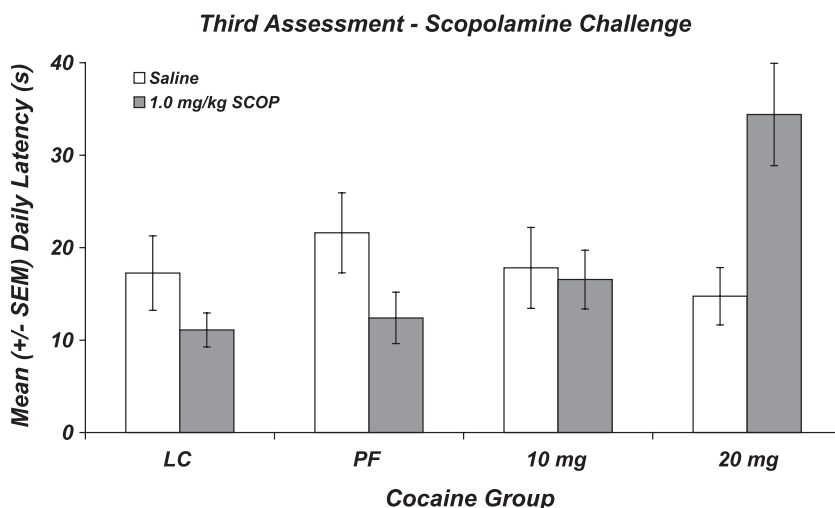 Third Assessment - Scopolamine Challenge
Mean (+/- SEM) Daily Latency (s)
40
30
20
10
0
Saline
1.0 mg/kg SCOP
LC PF 10 mg 20 mg
Cocaine Group